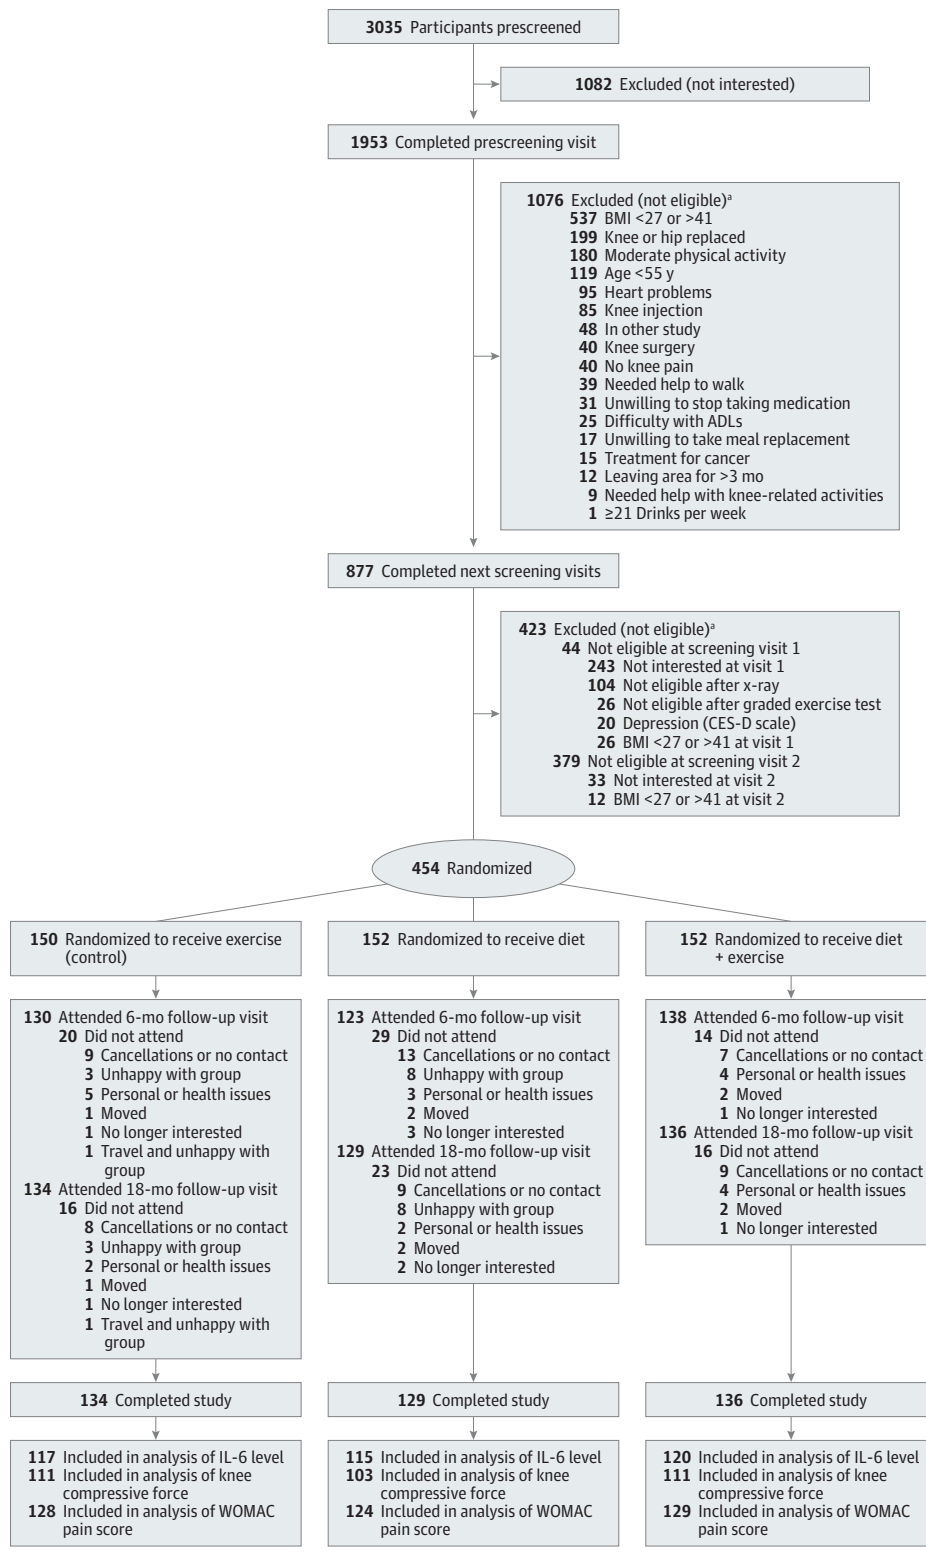 3035 Participants prescreened
1082 Excluded (not interested)
1953 Completed prescreening visit
1076 Excluded (not eligible)a
537 BMI <27 or >41
199 Knee or hip replaced
180 Moderate physical activity
119 Age <55 y
95 Heart problems
85 Knee injection
48 In other study
40 Knee surgery
40 No knee pain
39 Needed help to walk
31 Unwilling to stop taking medication
25 Difficulty with ADLs
17 Unwilling to take meal replacement
15 Treatment for cancer
12 Leaving area for >3 mo
9 Needed help with knee-related activities
1 ≥21 Drinks per week
877 Completed next screening visits
423 Excluded (not eligible)a
44 Not eligible at screening visit 1
243 Not interested at visit 1
104 Not eligible after x-ray
26 Not eligible after graded exercise test
20 Depression (CES-D scale)
26 BMI <27 or >41 at visit 1
379 Not eligible at screening visit 2
33 Not interested at visit 2
12 BMI <27 or >41 at visit 2
454 Randomized
150 Randomized to receive exercise
(control)
152 Randomized to receive diet
152 Randomized to receive diet
+ exercise
130 Attended 6-mo follow-up visit
20 Did not attend
9 Cancellations or no contact
3 Unhappy with group
5 Personal or health issues
1 Moved
1 No longer interested
1 Travel and unhappy with
group
134 Attended 18-mo follow-up visit
16 Did not attend
8 Cancellations or no contact
3 Unhappy with group
2 Personal or health issues
1 Moved
1 No longer interested
1 Travel and unhappy with
group
123 Attended 6-mo follow-up visit
29 Did not attend
13 Cancellations or no contact
8 Unhappy with group
3 Personal or health issues
2 Moved
3 No longer interested
129 Attended 18-mo follow-up visit
23 Did not attend
9 Cancellations or no contact
8 Unhappy with group
2 Personal or health issues
2 Moved
2 No longer interested
138 Attended 6-mo follow-up visit
14 Did not attend
7 Cancellations or no contact
4 Personal or health issues
2 Moved
1 No longer interested
136 Attended 18-mo follow-up visit
16 Did not attend
9 Cancellations or no contact
4 Personal or health issues
2 Moved
1 No longer interested
134 Completed study
129 Completed study
136 Completed study
117 Included in analysis of IL-6 level
111 Included in analysis of knee
compressive force
128 Included in analysis of WOMAC
pain score
115 Included in analysis of IL-6 level
103 Included in analysis of knee
compressive force
124 Included in analysis of WOMAC
pain score
120 Included in analysis of IL-6 level
111 Included in analysis of knee
compressive force
129 Included in analysis of WOMAC
pain score